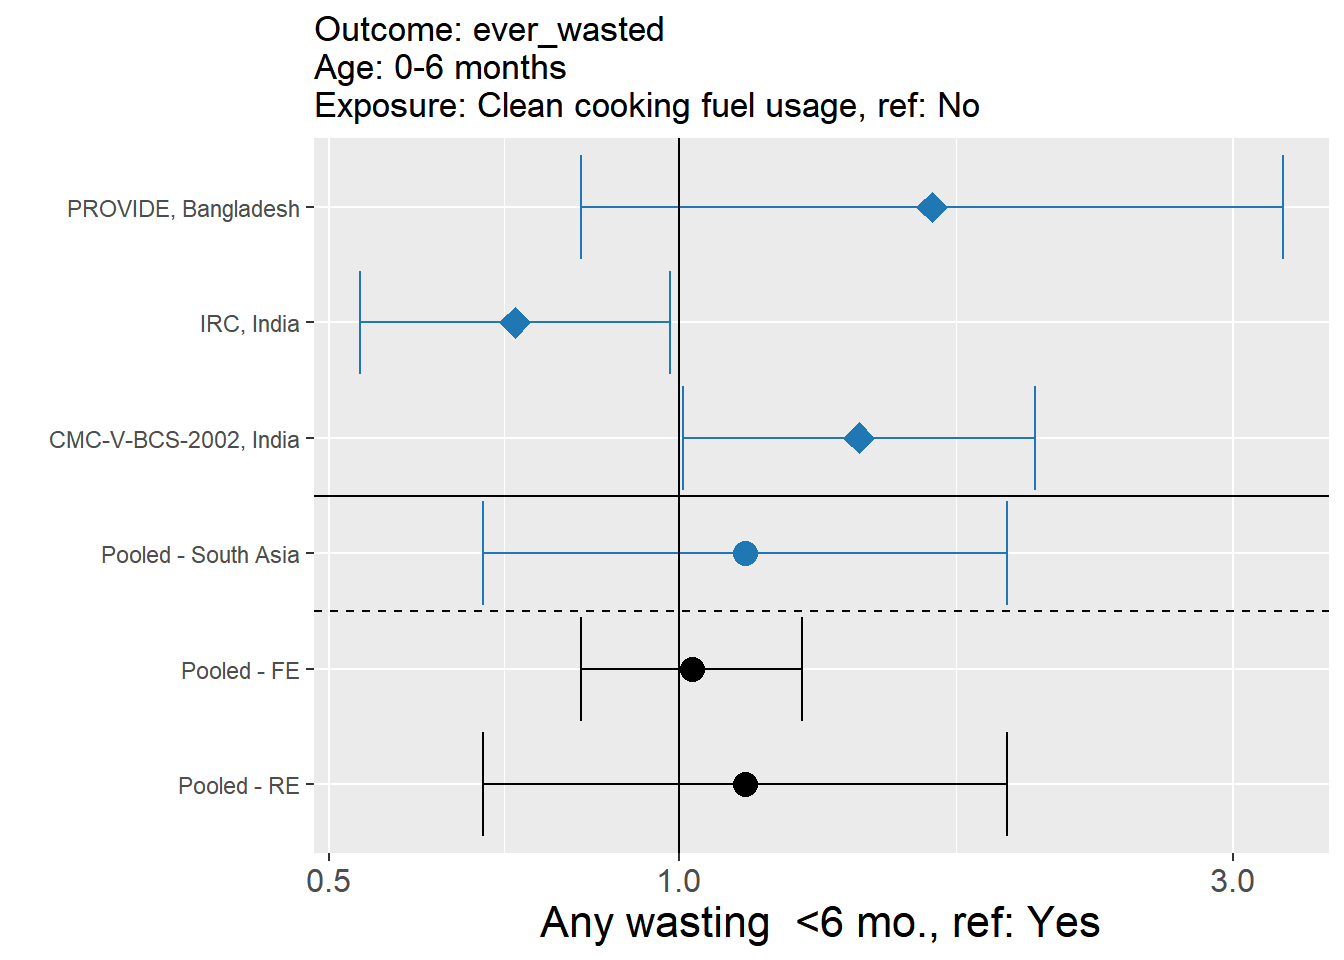 Outcome: ever_wasted
Age: 0-6 months
Exposure: Clean cooking fuel usage, ref: No
PROVIDE, Bangladesh
IRC, India
CMC-V-BCS-2002, India
Pooled - South Asia
Pooled - FE
Pooled - RE
0.5 1.0 3.0
Any wasting  <6 mo., ref: Yes